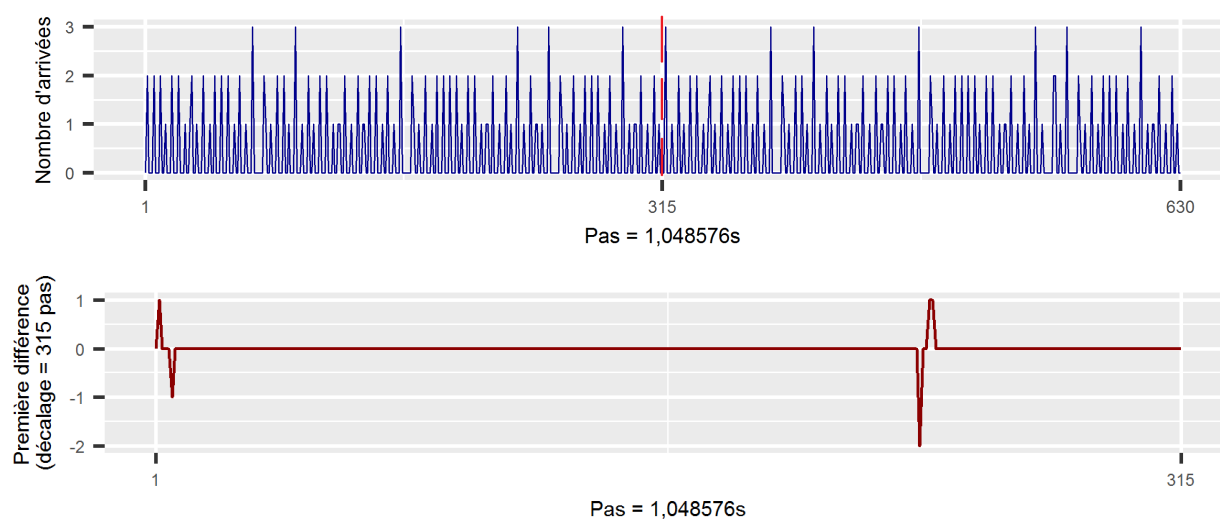 Nombre d'arrivées
3
2
1
0
1
315
630
Pas = 1,048576s
Première différence
(décalage = 315 pas)
1
0
-1
-2
1
315
Pas = 1,048576s